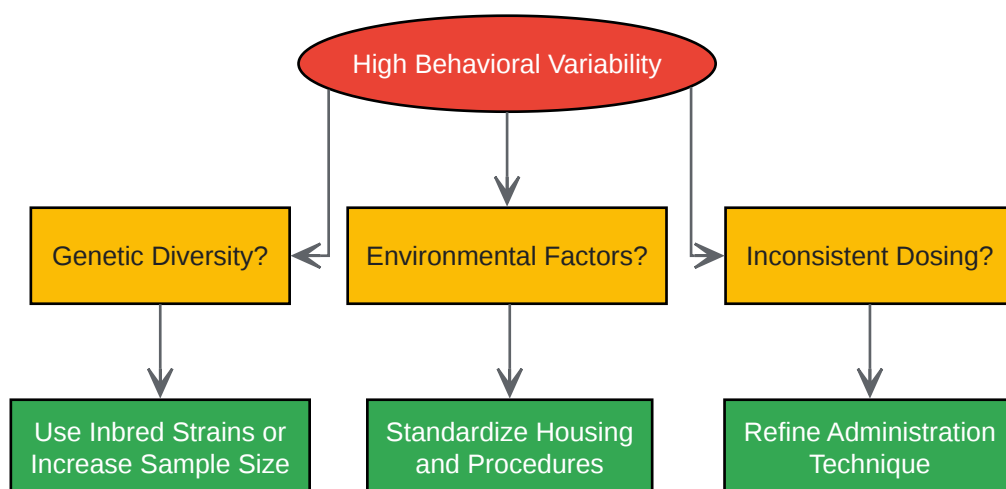 High Behavioral Variability
Genetic Diversity?
Environmental Factors?
Inconsistent Dosing?
Use Inbred Strains or
Increase Sample Size
Standardize Housing
and Procedures
Refine Administration
Technique